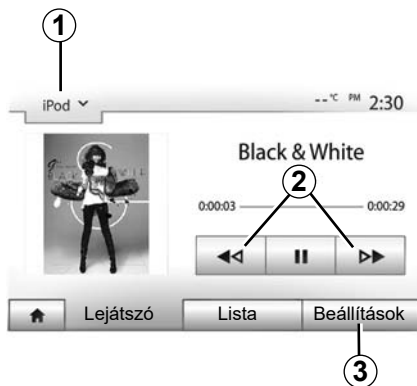 1
iPod
--°C PM 2:30
Black & White
2
0:00:03 0:00:29
Lejátszó Lista Beállítások
3